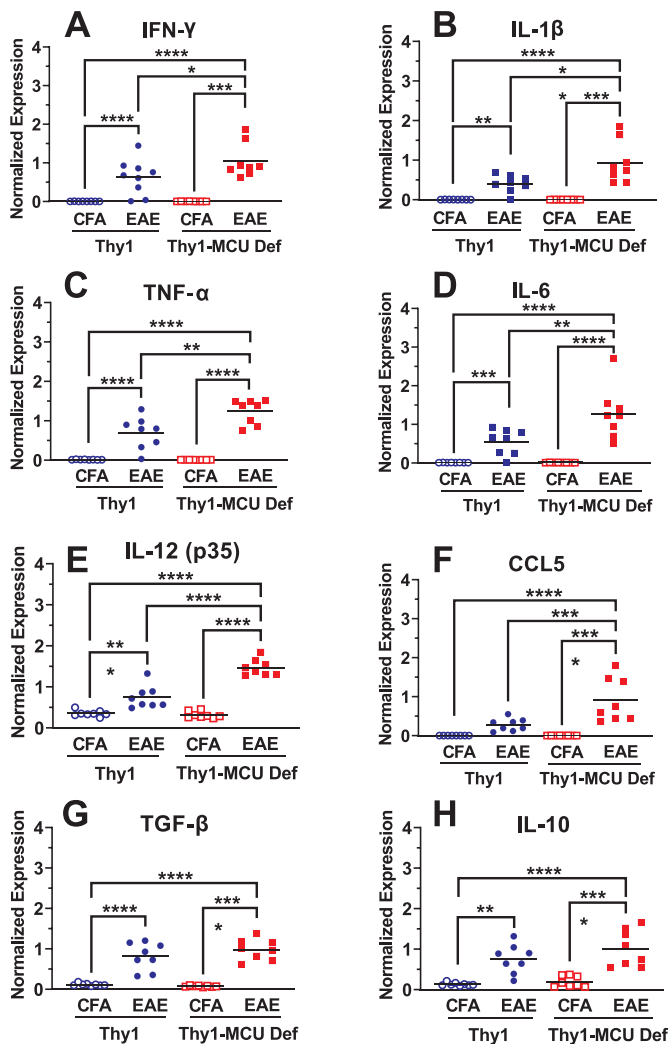 A
IFN-γ
Normalized Expression
4
3
2
1
0
****
*
***
****
CFA EAE CFA EAE
Thy1 Thy1-MCU Def
B
IL-1β
Normalized Expression
4
3
2
1
0
****
*
* ***
**
CFA EAE CFA EAE
Thy1 Thy1-MCU Def
C
TNF-α
Normalized Expression
4
3
2
1
0
****
**
****
****
CFA EAE CFA EAE
Thy1 Thy1-MCU Def
D
IL-6
Normalized Expression
4
3
2
1
0
****
**
****
***
CFA EAE CFA EAE
Thy1 Thy1-MCU Def
E
IL-12 (p35)
Normalized Expression
4
3
2
1
0
****
****
****
**
*
CFA EAE CFA EAE
Thy1 Thy1-MCU Def
F
CCL5
Normalized Expression
4
3
2
1
0
****
***
***
*
CFA EAE CFA EAE
Thy1 Thy1-MCU Def
G
TGF-β
Normalized Expression
4
3
2
1
0
****
***
****
*
CFA EAE CFA EAE
Thy1 Thy1-MCU Def
H
IL-10
Normalized Expression
4
3
2
1
0
****
***
**
*
CFA EAE CFA EAE
Thy1 Thy1-MCU Def